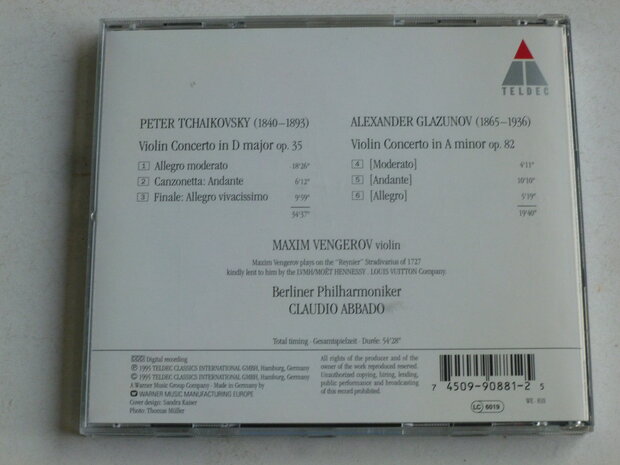 TELDEC
PETER TCHAIKOVSKY (1840–1893)
Violin Concerto in D major op. 35
1 Allegro moderato 18'26"
2 Canzonetta: Andante 6'12"
3 Finale: Allegro vivacissimo 9'59"
34'37"
ALEXANDER GLAZUNOV (1865–1936)
Violin Concerto in A minor op. 82
4 [Moderato] 4'11"
5 [Andante] 10'10"
6 [Allegro] 5'19"
19'40"
MAXIM VENGEROV violin
Maxim Vengerov plays on the "Reynier" Stradivarius of 1727
kindly lent to him by the LVMH/MOËT HENNESSY . LOUIS VUITTON Company.
Berliner Philharmoniker
CLAUDIO ABBADO
Total timing · Gesamtspielzeit · Durée: 54'28"
DDD Digital recording
℗ 1995 TELDEC CLASSICS INTERNATIONAL GMBH, Hamburg, Germany
© 1995 TELDEC CLASSICS INTERNATIONAL GMBH, Hamburg, Germany
A Warner Music Group Company · Made in Germany by
WARNER MUSIC MANUFACTURING EUROPE
Cover design: Sandra Kaiser
Photo: Thomas Müller
All rights of the producer and of the
owner of the work reproduced reserved.
Unauthorized copying, hiring, lending,
public performance and broadcasting
of this record prohibited.
7 45099-0881-2 5
LC 6019
WE